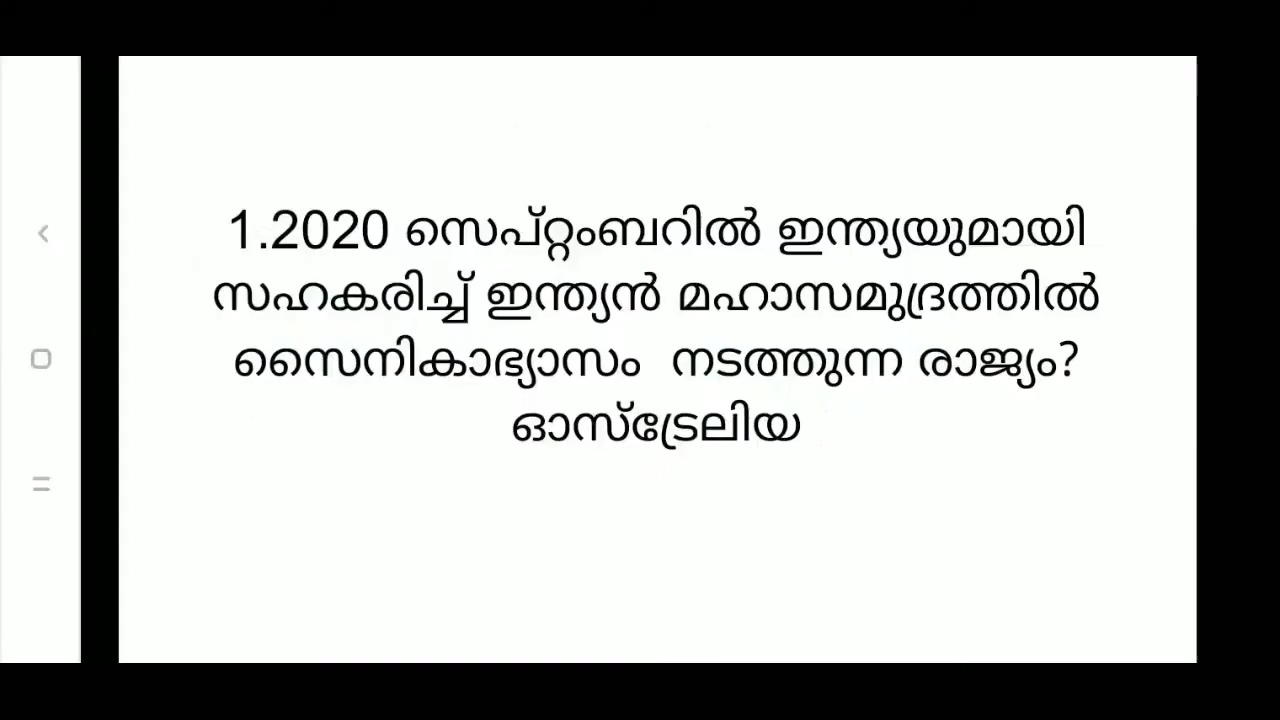 1.2020 സെപ്റ്റംബറിൽ ഇന്ത്യയുമായി
സഹകരിച്ച് ഇന്ത്യൻ മഹാസമുദ്രത്തിൽ
സൈനികാഭ്യാസം നടത്തുന്ന രാജ്യം?
ഓസ്ട്രേലിയ